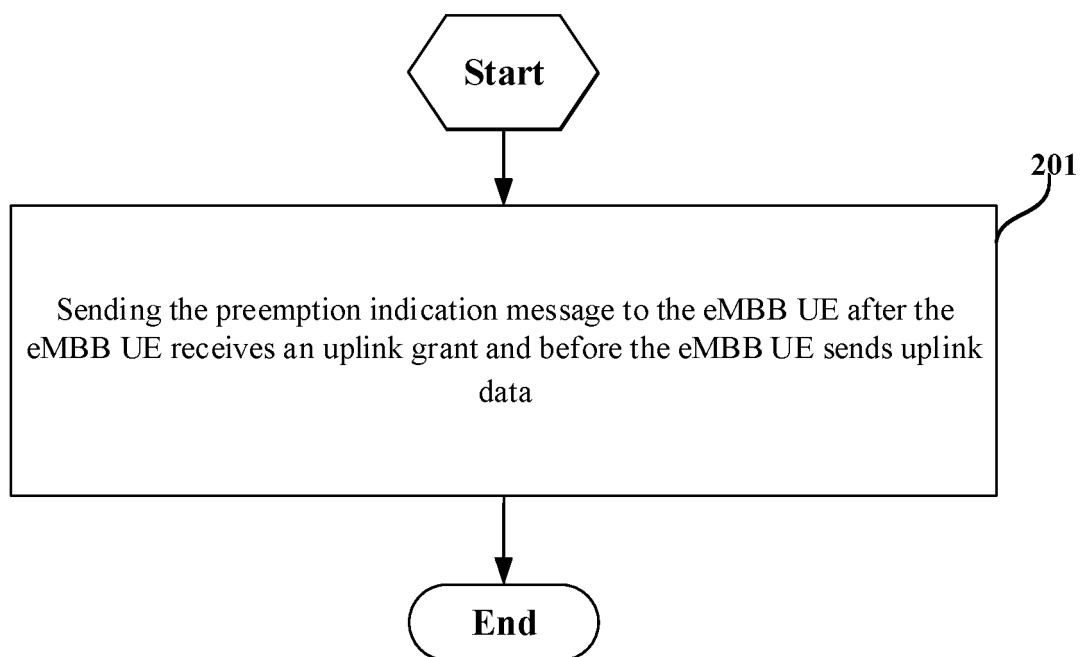 Start
201
Sending the preemption indication message to the eMBB UE after the
eMBB UE receives an uplink grant and before the eMBB UE sends uplink
data
End